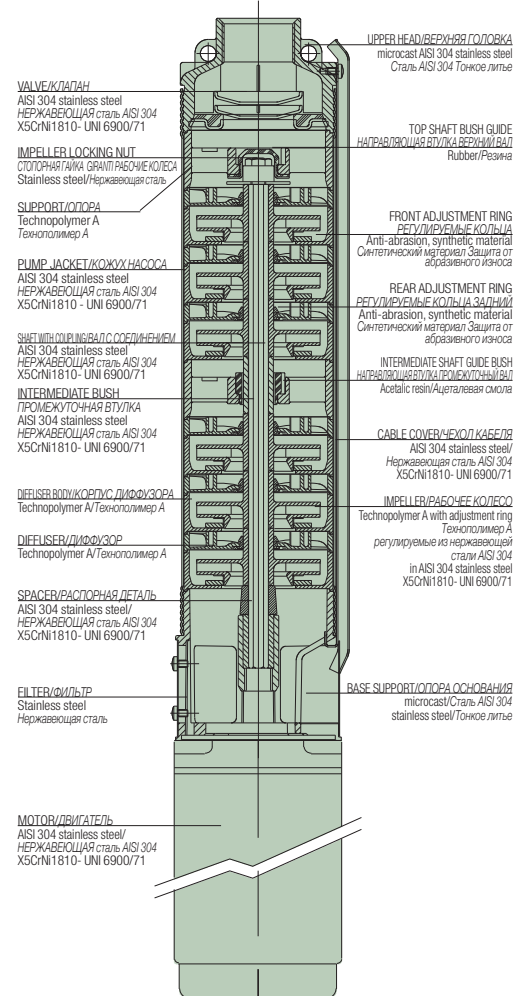 VALVE/КЛАПАН
AISI 304 stainless steel
НЕРЖАВЕЮЩАЯ сталь AISI 304
X5CrNi1810- UNI 6900/71
IMPELLER LOCKING NUT
СТОПОРНАЯ ГАЙКА GIRANTI РАБОЧИЕ КОЛЕСА
Stainless steel/Нержавеющая сталь
SUPPORT/ОПОРА
Technopolymer A
Технополимер А
PUMP JACKET/КОЖУХ НАСОСА
AISI 304 stainless steel
НЕРЖАВЕЮЩАЯ сталь AISI 304
X5CrNi1810- UNI 6900/71
SHAFT WITH COUPLING/ВАЛ С СОЕДИНЕНИЕМ
AISI 304 stainless steel
НЕРЖАВЕЮЩАЯ сталь AISI 304
X5CrNi1810- UNI 6900/71
INTERMEDIATE BUSH
ПРОМЕЖУТОЧНАЯ ВТУЛКА
AISI 304 stainless steel
НЕРЖАВЕЮЩАЯ сталь AISI 304
X5CrNi1810- UNI 6900/71
DIFFUSER BODY/КОРПУС ДИФФУЗОРА
Technopolymer A/Технополимер А
DIFFUSER/ДИФФУЗОР
Technopolymer A/Технополимер А
SPACER/РАСПОРНАЯ ДЕТАЛЬ
AISI 304 stainless steel/
НЕРЖАВЕЮЩАЯ сталь AISI 304
X5CrNi1810- UNI 6900/71
FILTER/ФИЛЬТР
Stainless steel
Нержавеющая сталь
MOTOR/ДВИГАТЕЛЬ
AISI 304 stainless steel/
НЕРЖАВЕЮЩАЯ сталь AISI 304
X5CrNi1810- UNI 6900/71
UPPER HEAD/ВЕРХНЯЯ ГОЛОВКА
microcast AISI 304 stainless steel
Сталь AISI 304 Тонкое литье
TOP SHAFT BUSH GUIDE
НАПРАВЛЯЮЩАЯ ВТУЛКА ВЕРХНИЙ ВАЛ
Rubber/Резина
FRONT ADJUSTMENT RING
РЕГУЛИРУЕМЫЕ КОЛЬЦА
Anti-abrasion, synthetic material
Синтетический материал Защита от
абразивного износа
REAR ADJUSTMENT RING
РЕГУЛИРУЕМЫЕ КОЛЬЦА ЗАДНИЙ
Anti-abrasion, synthetic material
Синтетический материал Защита от
абразивного износа
INTERMEDIATE SHAFT GUIDE BUSH
НАПРАВЛЯЮЩАЯ ВТУЛКА ПРОМЕЖУТОЧНЫЙ ВАЛ
Acetalic resin/Ацеталевая смола
CABLE COVER/ЧЕХОЛ КАБЕЛЯ
AISI 304 stainless steel/
Нержавеющая сталь AISI 304
X5CrNi1810- UNI 6900/71
IMPELLER/РАБОЧЕЕ КОЛЕСО
Technopolymer A with adjustment ring
Технополимер А
регулируемые из нержавеющей
стали AISI 304
in AISI 304 stainless steel
X5CrNi1810- UNI 6900/71
BASE SUPPORT/ОПОРА ОСНОВАНИЯ
microcast/Сталь AISI 304
stainless steel/Тонкое литье